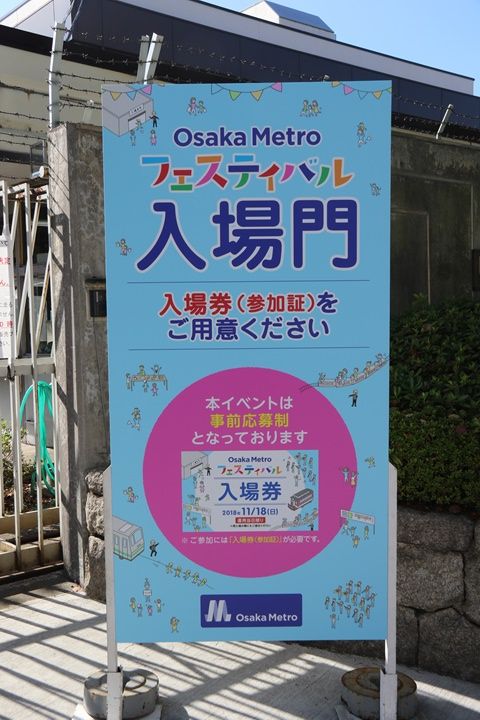 Osaka Metro
フェスティバル
入場門
入場券(参加証)を
ご用意ください
本イベントは
事前応募制
となっております
Osaka Metro
フェスティバル
入場券
2018年11/18(日)
※ご参加には「入場券(参加証)」が必要です。
Osaka Metro